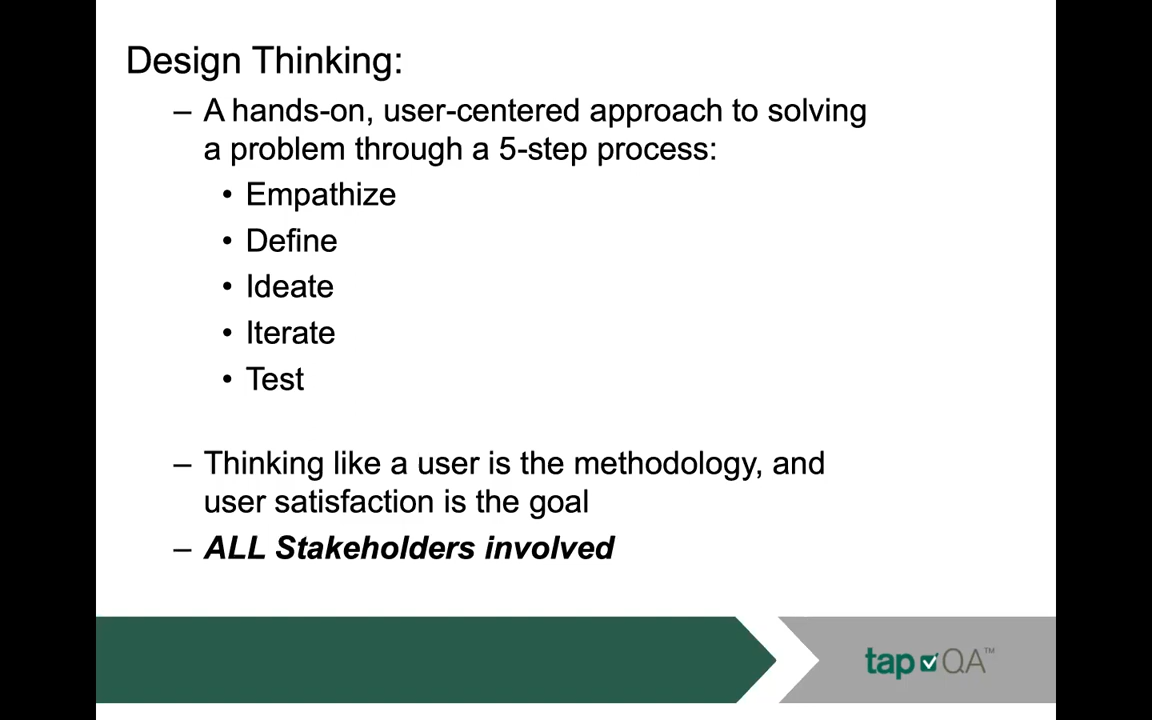 Design Thinking:
– A hands-on, user-centered approach to solving
a problem through a 5-step process:
• Empathize
• Define
• Ideate
• Iterate
• Test
– Thinking like a user is the methodology, and
user satisfaction is the goal
– ALL Stakeholders involved
tap QA™